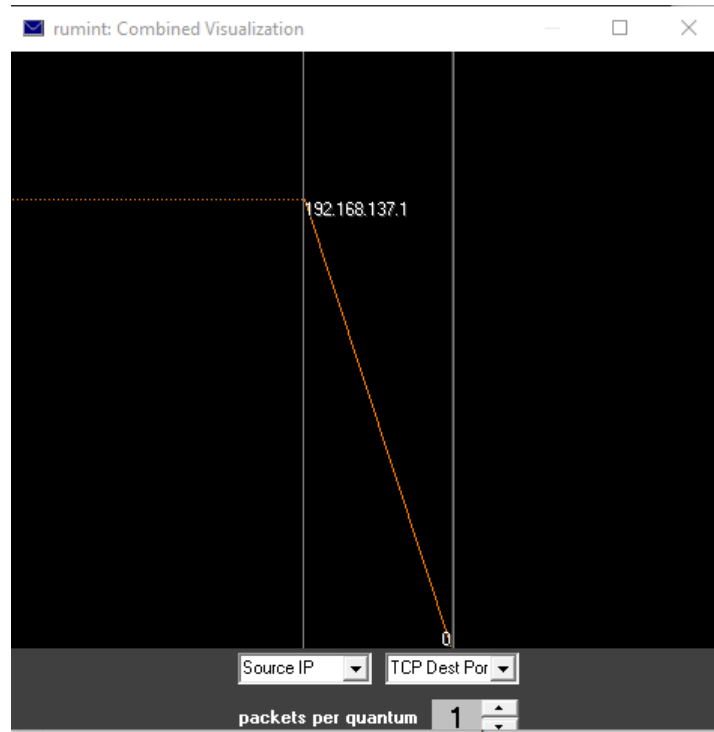 rumint: Combined Visualization
192.168.137.1
0
Source IP TCP Dest Por
packets per quantum 1